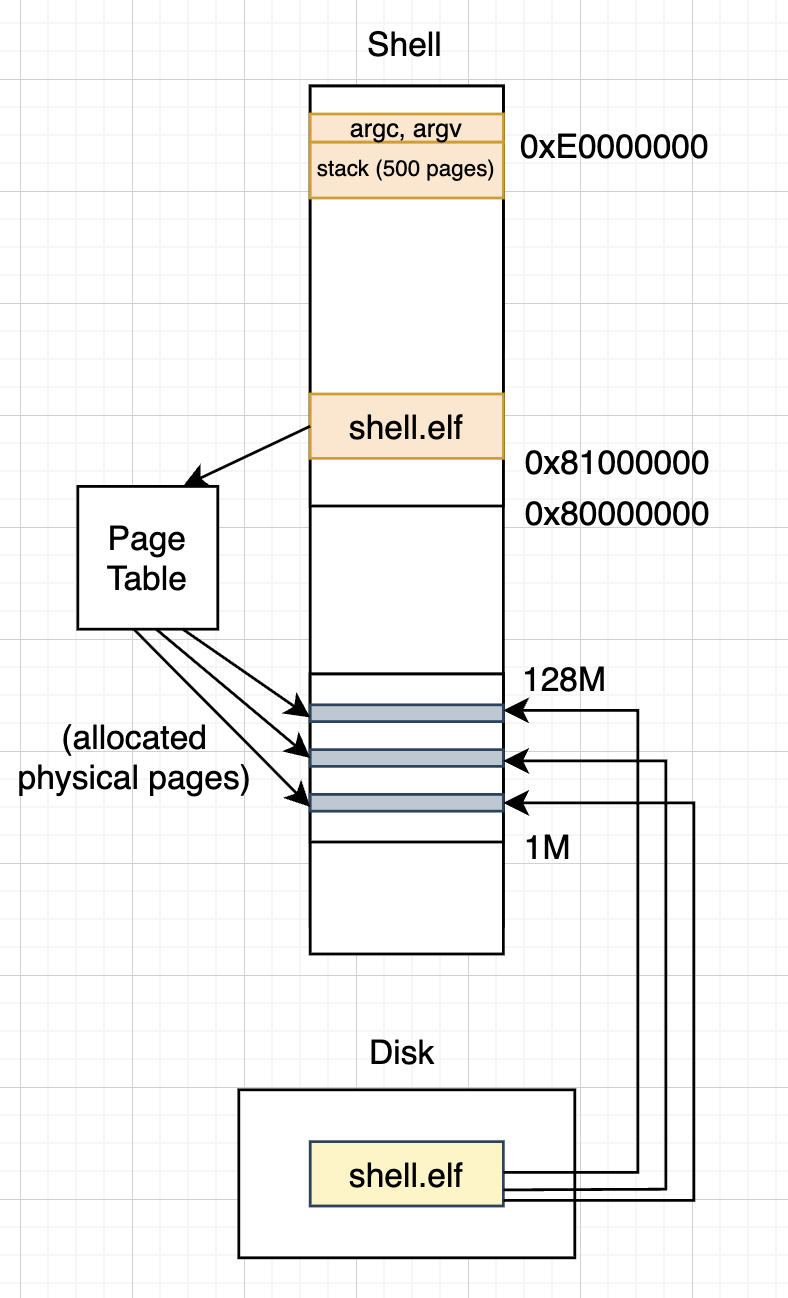 Shell
argc, argv
0xE0000000
stack (500 pages)
shell.elf
0x81000000
0x80000000
Page
Table
128M
(allocated
physical pages)
1M
Disk
shell.elf